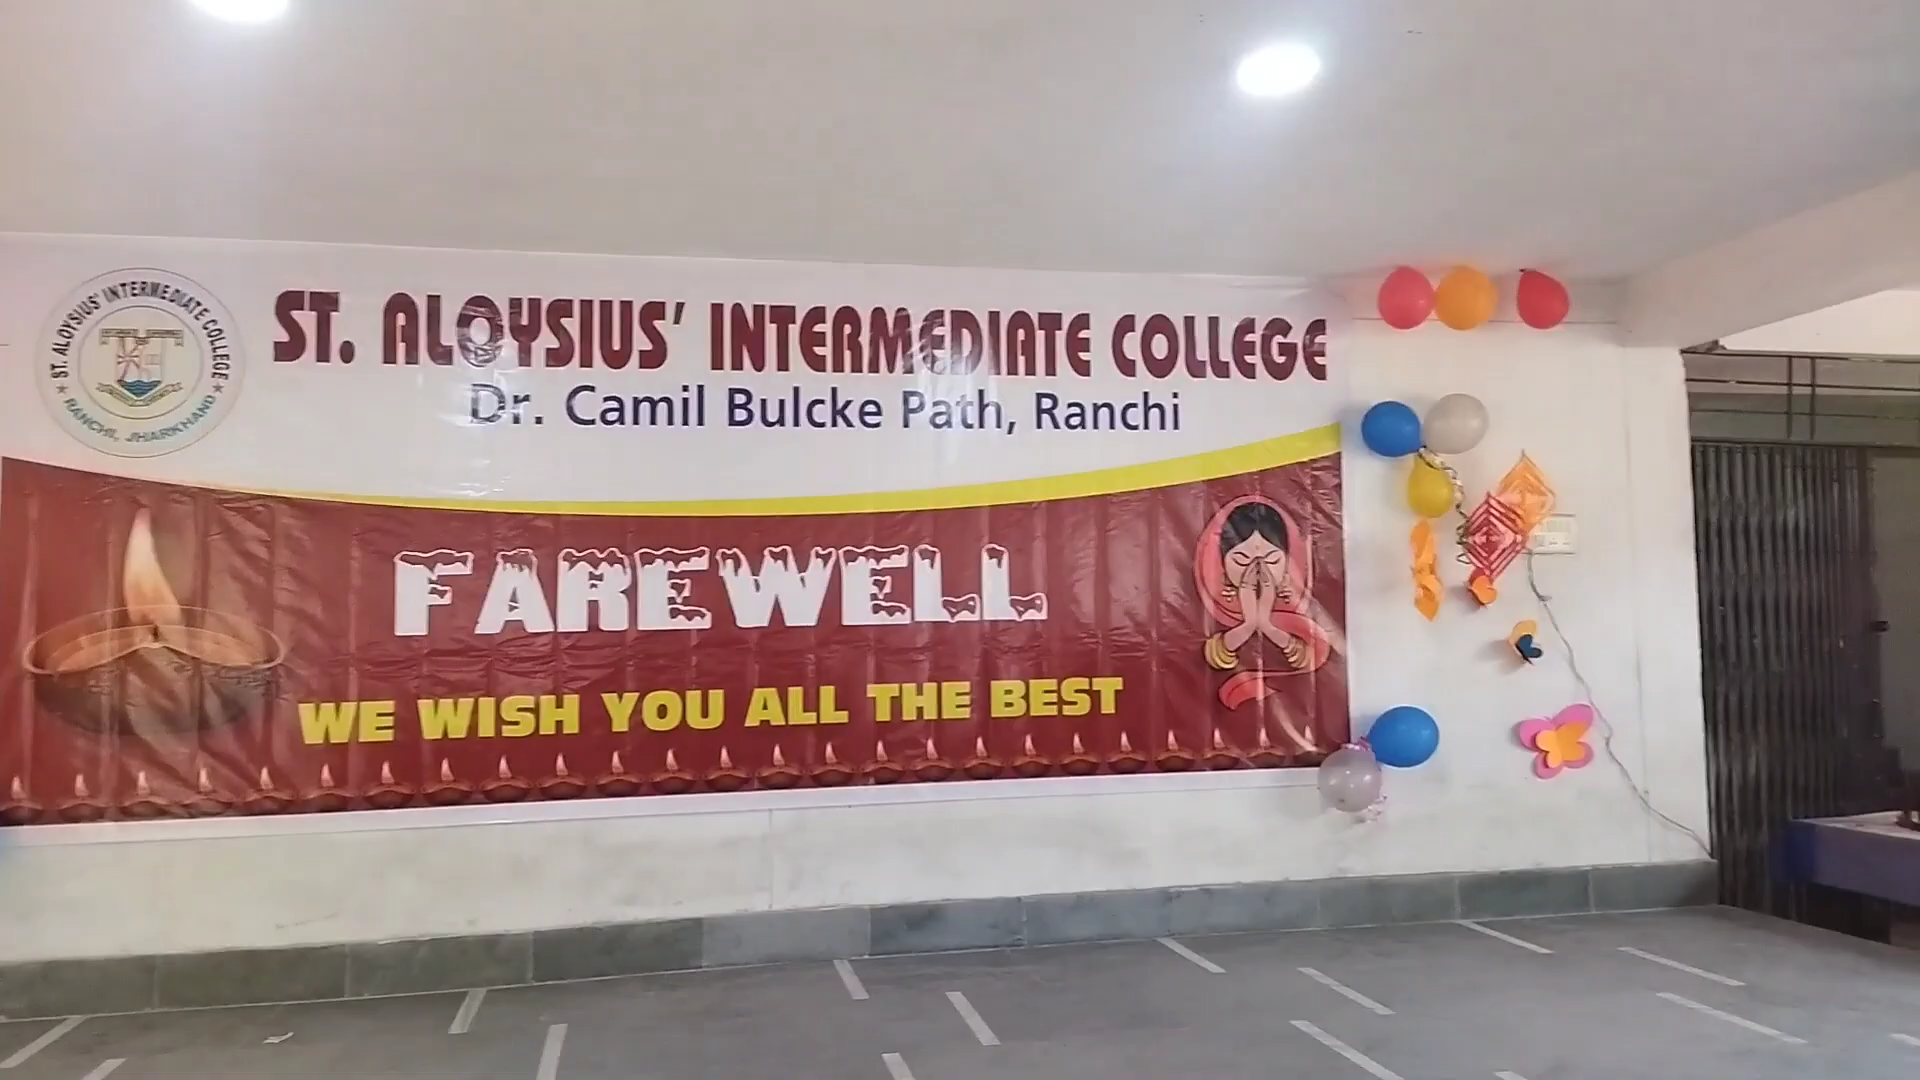 ST. ALOYSIUS' INTERMEDIATE COLLEGE
RANCHI, JHARKHAND
ST. ALOYSIUS' INTERMEDIATE COLLEGE
Dr. Camil Bulcke Path, Ranchi
FAREWELL
WE WISH YOU ALL THE BEST